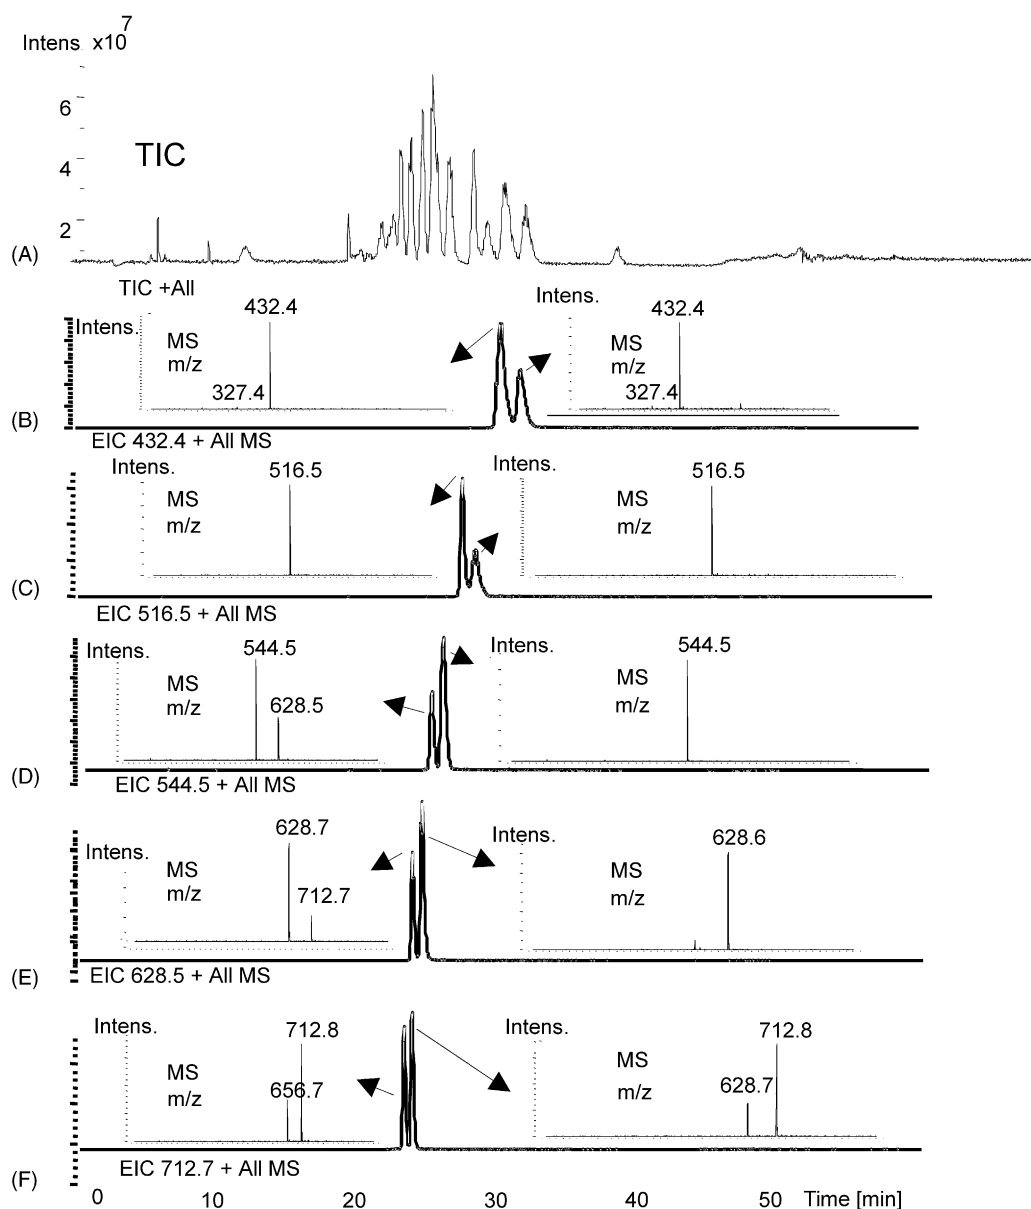 7
Intens x10
6
4
2
TIC
(A)
TIC +All
Intens.
MS
m/z
432.4
327.4
Intens.
MS
m/z
432.4
327.4
(B)
EIC 432.4 + All MS
Intens.
MS
m/z
516.5
Intens.
MS
m/z
516.5
(C)
EIC 516.5 + All MS
Intens.
MS
m/z
544.5
628.5
Intens.
MS
m/z
544.5
(D)
EIC 544.5 + All MS
Intens.
MS
m/z
628.7
712.7
Intens.
MS
m/z
628.6
(E)
EIC 628.5 + All MS
Intens.
MS
m/z
712.8
656.7
Intens.
MS
m/z
712.8
628.7
(F)
EIC 712.7 + All MS
0 10 20 30 40 50 Time [min]